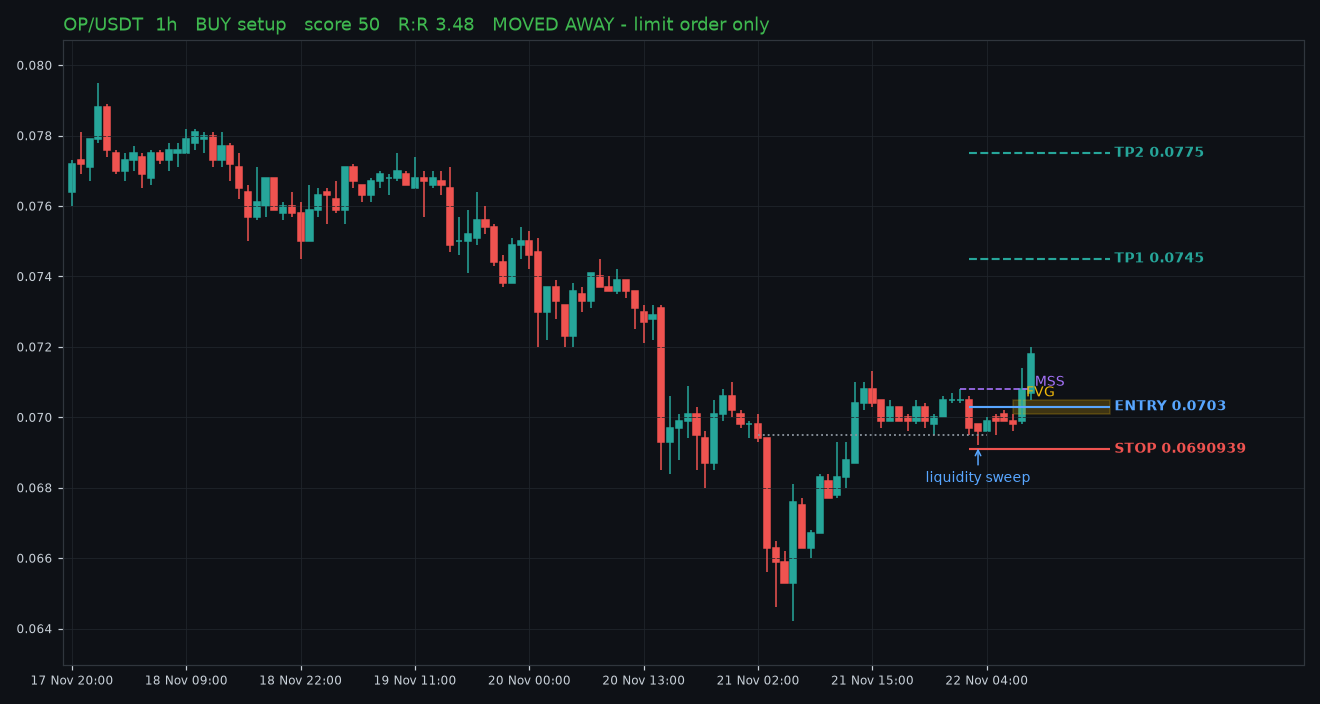 OP/USDT 1h BUY setup score 50 R:R 3.48 MOVED AWAY - limit order only
0.080
0.078
TP2 0.0775
0.076
TP1 0.0745
0.074
0.072
MSS
FVG
ENTRY 0.0703
0.070
STOP 0.0690939
liquidity sweep
0.068
0.066
0.064
17 Nov 20:00 18 Nov 09:00 18 Nov 22:00 19 Nov 11:00 20 Nov 00:00 20 Nov 13:00 21 Nov 02:00 21 Nov 15:00 22 Nov 04:00